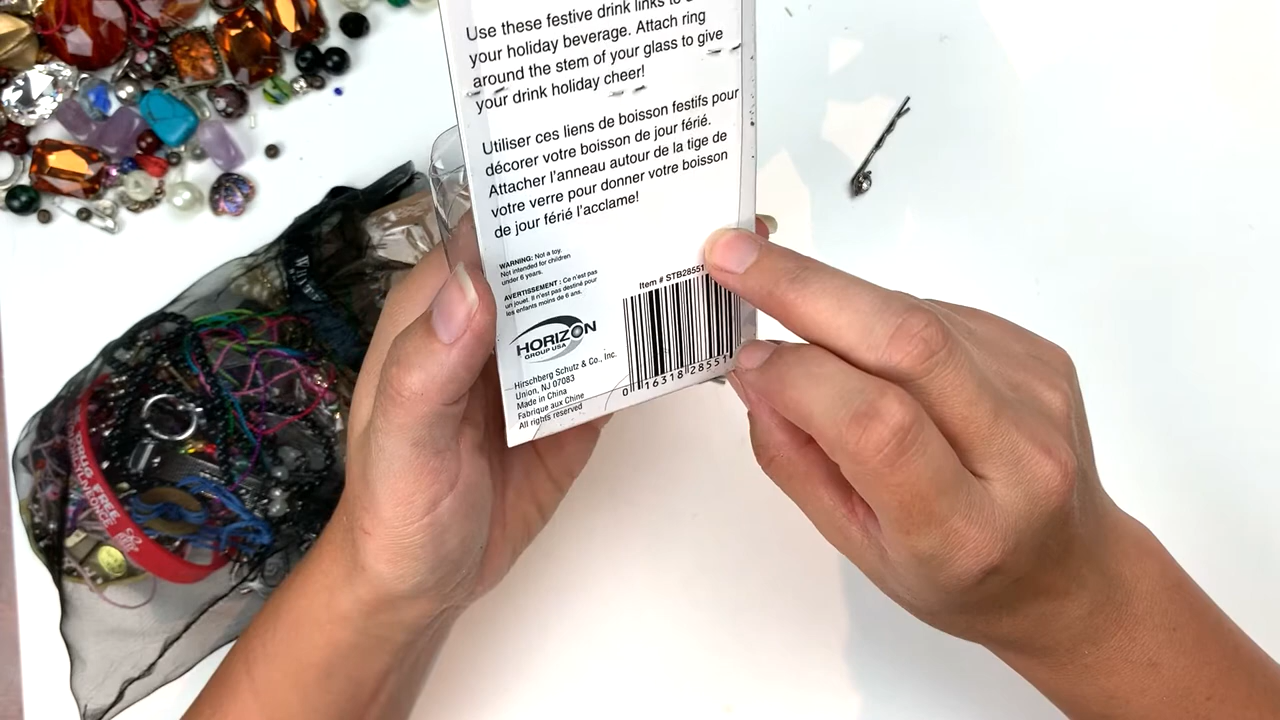 Use these festive drink links to
your holiday beverage. Attach ring
around the stem of your glass to give
your drink holiday cheer!
Utiliser ces liens de boisson festifs pour
décorer votre boisson de jour férié.
Attacher l'anneau autour de la tige de
votre verre pour donner votre boisson
de jour férié l'acclame!
WARNING: Not a toy.
Not intended for children
under 6 years.
AVERTISSEMENT : Ce n'est pas
un jouet. Il n'est pas destiné pour
les enfants moins de 6 ans.
HORIZON
GROUP USA
Hirschberg Schutz & Co., Inc.
Union, NJ 07083
Made in China
Fabrique aux Chine
All rights reserved
Item # STB28551
0 16318 28551
DRUG FREE